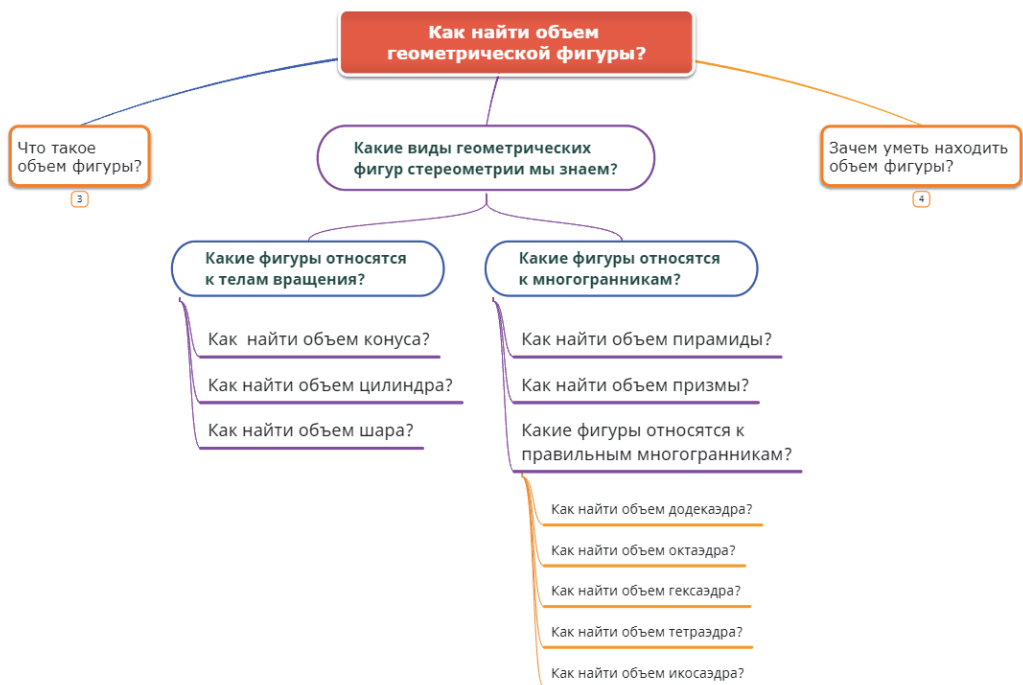 Как найти объем
геометрической фигуры?
Что такое
объем фигуры?
3
Какие виды геометрических
фигур стереометрии мы знаем?
Зачем уметь находить
объем фигуры?
4
Какие фигуры относятся
к телам вращения?
Как  найти объем конуса?
Как найти объем цилиндра?
Как найти объем шара?
Какие фигуры относятся
к многогранникам?
Как найти объем пирамиды?
Как найти объем призмы?
Какие фигуры относятся к
правильным многогранникам?
Как найти объем додекаэдра?
Как найти объем октаэдра?
Как найти объем гексаэдра?
Как найти объем тетраэдра?
Как найти объем икосаэдра?